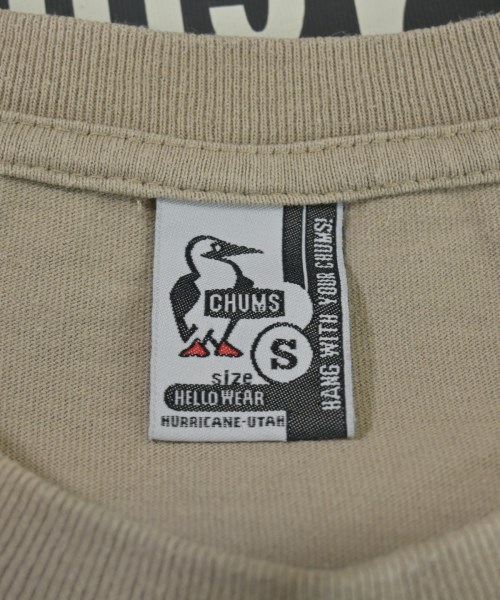 CHUMS
S
size
HELLO WEAR
HURRICANE-UTAH
HANG WITH YOUR CHUMS!